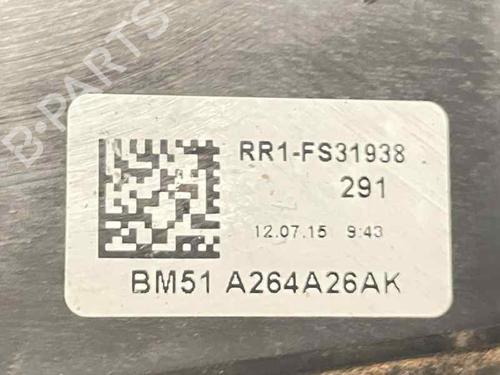 B-PARTS
RR1-FS31938
291
12.07.15 9:43
BM51 A264A26AK